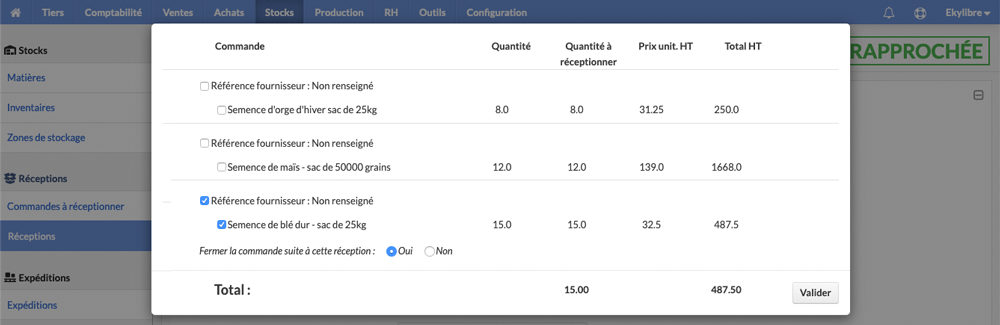 Tiers Comptabilité Ventes Achats Stocks Production RH Outils Configuration Ekylibre
Stocks
Matières
Inventaires
Zones de stockage
Réceptions
Commandes à réceptionner
Réceptions
Expéditions
Expéditions
RAPPROCHÉE
Commande Quantité Quantité à Prix unit. HT Total HT
réceptionner
Référence fournisseur : Non renseigné
Semence d'orge d'hiver sac de 25kg 8.0 8.0 31.25 250.0
Référence fournisseur : Non renseigné
Semence de maïs - sac de 50000 grains 12.0 12.0 139.0 1668.0
Référence fournisseur : Non renseigné
Semence de blé dur - sac de 25kg 15.0 15.0 32.5 487.5
Fermer la commande suite à cette réception : Oui Non
Total : 15.00 487.50
Valider